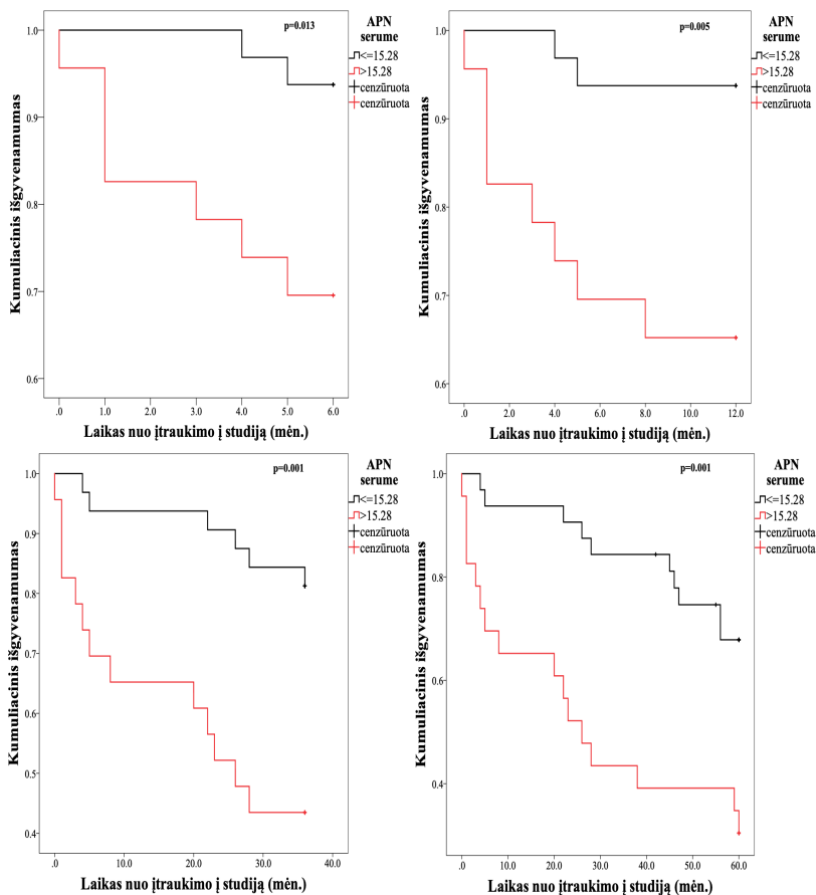 p=0.013
APN
serume
<=15.28
>15.28
cenzūruota
cenzūruota
Kumuliacinis išgyvenamumas
1.0
0.9
0.8
0.7
0.6
.0 1.0 2.0 3.0 4.0 5.0 6.0
Laikas nuo įtraukimo į studiją (mėn.)
p=0.005
APN
serume
<=15.28
>15.28
cenzūruota
cenzūruota
Kumuliacinis išgyvenamumas
1.0
0.9
0.8
0.7
0.6
.0 2.0 4.0 6.0 8.0 10.0 12.0
Laikas nuo įtraukimo į studiją (mėn.)
p=0.001
APN
serume
<=15.28
>15.28
cenzūruota
cenzūruota
Kumuliacinis išgyvenamumas
1.0
0.9
0.8
0.7
0.6
0.5
0.4
.0 10.0 20.0 30.0 40.0
Laikas nuo įtraukimo į studiją (mėn.)
p=0.001
APN
serume
<=15.28
>15.28
cenzūruota
cenzūruota
Kumuliacinis išgyvenamumas
1.0
0.8
0.6
0.4
.0 10.0 20.0 30.0 40.0 50.0 60.0
Laikas nuo įtraukimo į studiją (mėn.)